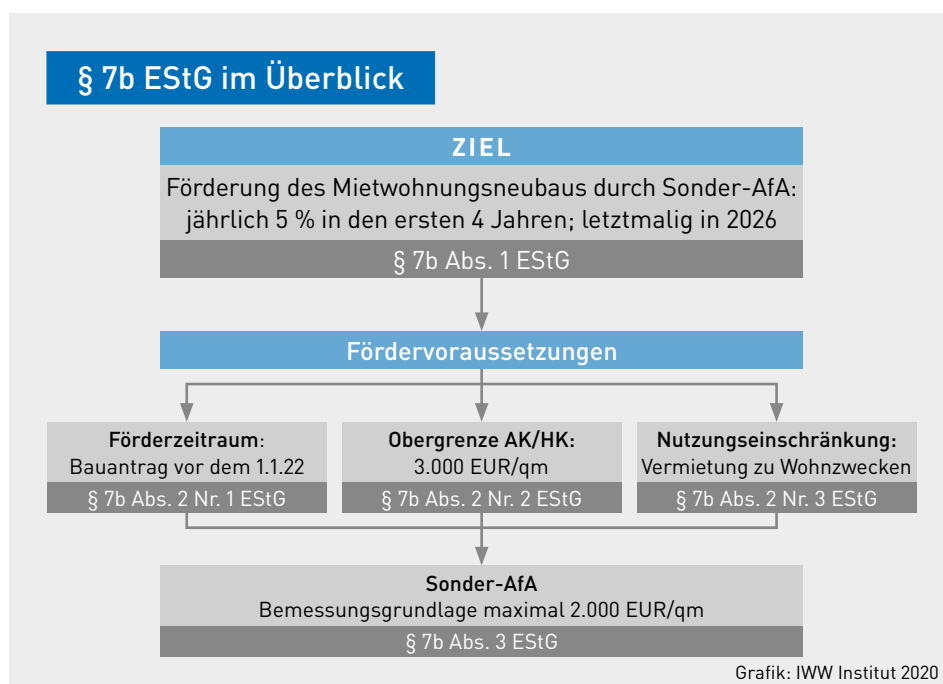 § 7b EStG im Überblick
ZIEL
Förderung des Mietwohnungsneubaus durch Sonder-AfA:
jährlich 5 % in den ersten 4 Jahren; letztmalig in 2026
§ 7b Abs. 1 EStG
Fördervoraussetzungen
Förderzeitraum:
Bauantrag vor dem 1.1.22
§ 7b Abs. 2 Nr. 1 EStG
Obergrenze AK/HK:
3.000 EUR/qm
§ 7b Abs. 2 Nr. 2 EStG
Nutzungseinschränkung:
Vermietung zu Wohnzwecken
§ 7b Abs. 2 Nr. 3 EStG
Sonder-AfA
Bemessungsgrundlage maximal 2.000 EUR/qm
§ 7b Abs. 3 EStG
Grafik: IWW Institut 2020